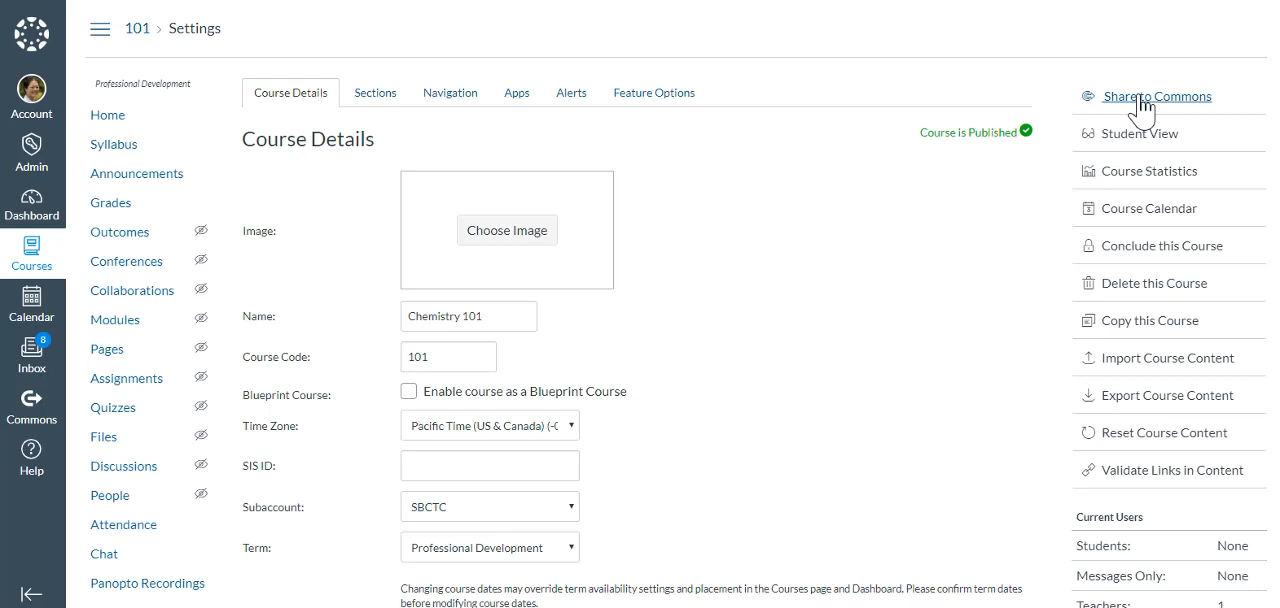 101 > Settings
Account
Admin
Dashboard
Courses
Calendar
8
Inbox
Commons
Help
Professional Development
Home
Syllabus
Announcements
Grades
Outcomes
Conferences
Collaborations
Modules
Pages
Assignments
Quizzes
Files
Discussions
People
Attendance
Chat
Panopto Recordings
Course Details Sections Navigation Apps Alerts Feature Options
Course Details
Course is Published
Image:
Choose Image
Name: Chemistry 101
Course Code: 101
Blueprint Course: Enable course as a Blueprint Course
Time Zone: Pacific Time (US & Canada) (-0
SIS ID:
Subaccount: SBCTC
Term: Professional Development
Changing course dates may override term availability settings and placement in the Courses page and Dashboard. Please confirm term dates
before modifying course dates.
Share to Commons
Student View
Course Statistics
Course Calendar
Conclude this Course
Delete this Course
Copy this Course
Import Course Content
Export Course Content
Reset Course Content
Validate Links in Content
Current Users
Students: None
Messages Only: None
Teachers: 1